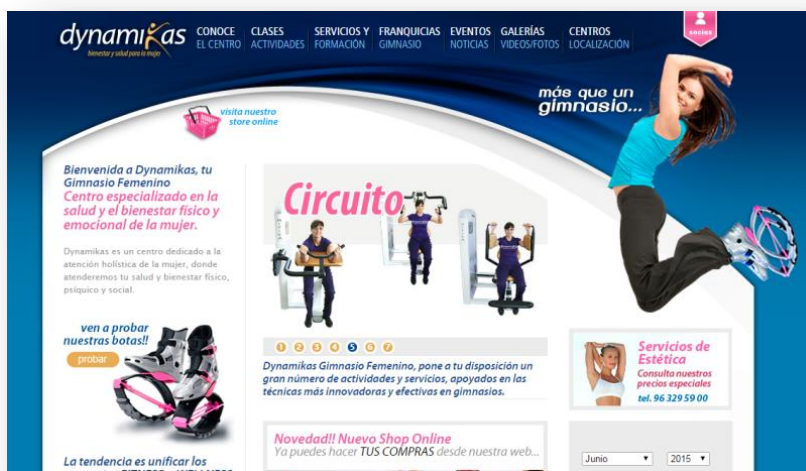 dynamikas
bienestar y salud para la mujer
CONOCE
EL CENTRO
CLASES
ACTIVIDADES
SERVICIOS Y
FORMACIÓN
FRANQUICIAS
GIMNASIO
EVENTOS
NOTICIAS
GALERÍAS
VIDEOS/FOTOS
CENTROS
LOCALIZACIÓN
socias
más que un
gimnasio...
visita nuestro
store online
Bienvenida a Dynamikas, tu
Gimnasio Femenino
Centro especializado en la
salud y el bienestar físico y
emocional de la mujer.
Dynamikas es un centro dedicado a la
atención holística de la mujer, donde
atenderemos tu salud y bienestar físico,
psíquico y social.
ven a probar
nuestras botas!!
probar
La tendencia es unificar los
Circuito
1 2 3 4 5 6 7
Dynamikas Gimnasio Femenino, pone a tu disposición un
gran número de actividades y servicios, apoyados en las
técnicas más innovadoras y efectivas en gimnasios.
Novedad!! Nuevo Shop Online
Ya puedes hacer TUS COMPRAS desde nuestra web...
Servicios de
Estética
Consulta nuestros
precios especiales
tel. 96 329 59 00
Junio
2015